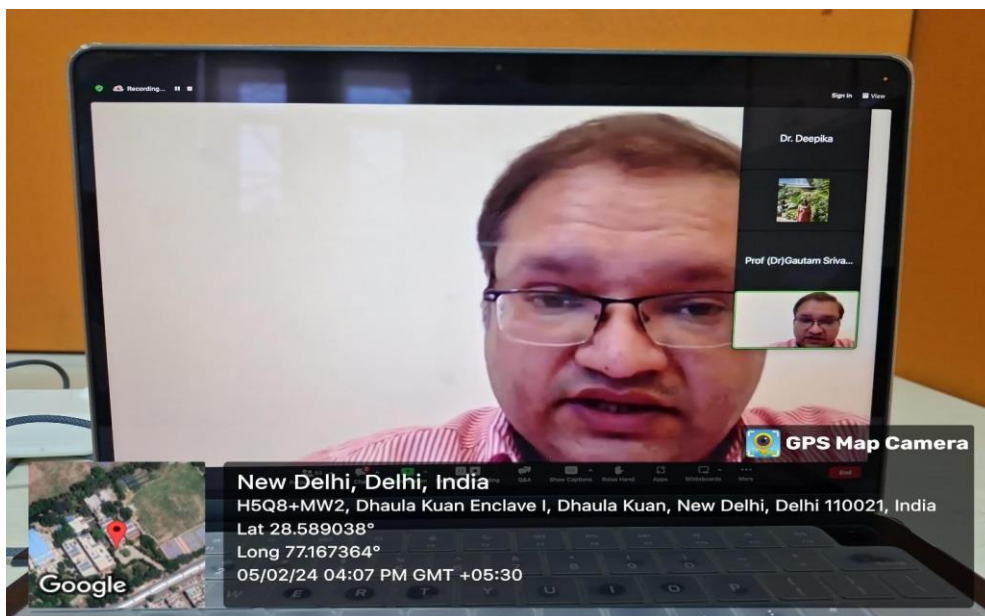 Recording...
Sign in View
Dr. Deepika
Prof (Dr)Gautam Sriva...
GPS Map Camera
Q&A Show Captions Raise Hand Apps Whiteboards More End
New Delhi, Delhi, India
H5Q8+MW2, Dhaula Kuan Enclave I, Dhaula Kuan, New Delhi, Delhi 110021, India
Lat 28.589038°
Long 77.167364°
05/02/24 04:07 PM GMT +05:30
Google
W E R T Y U I O P